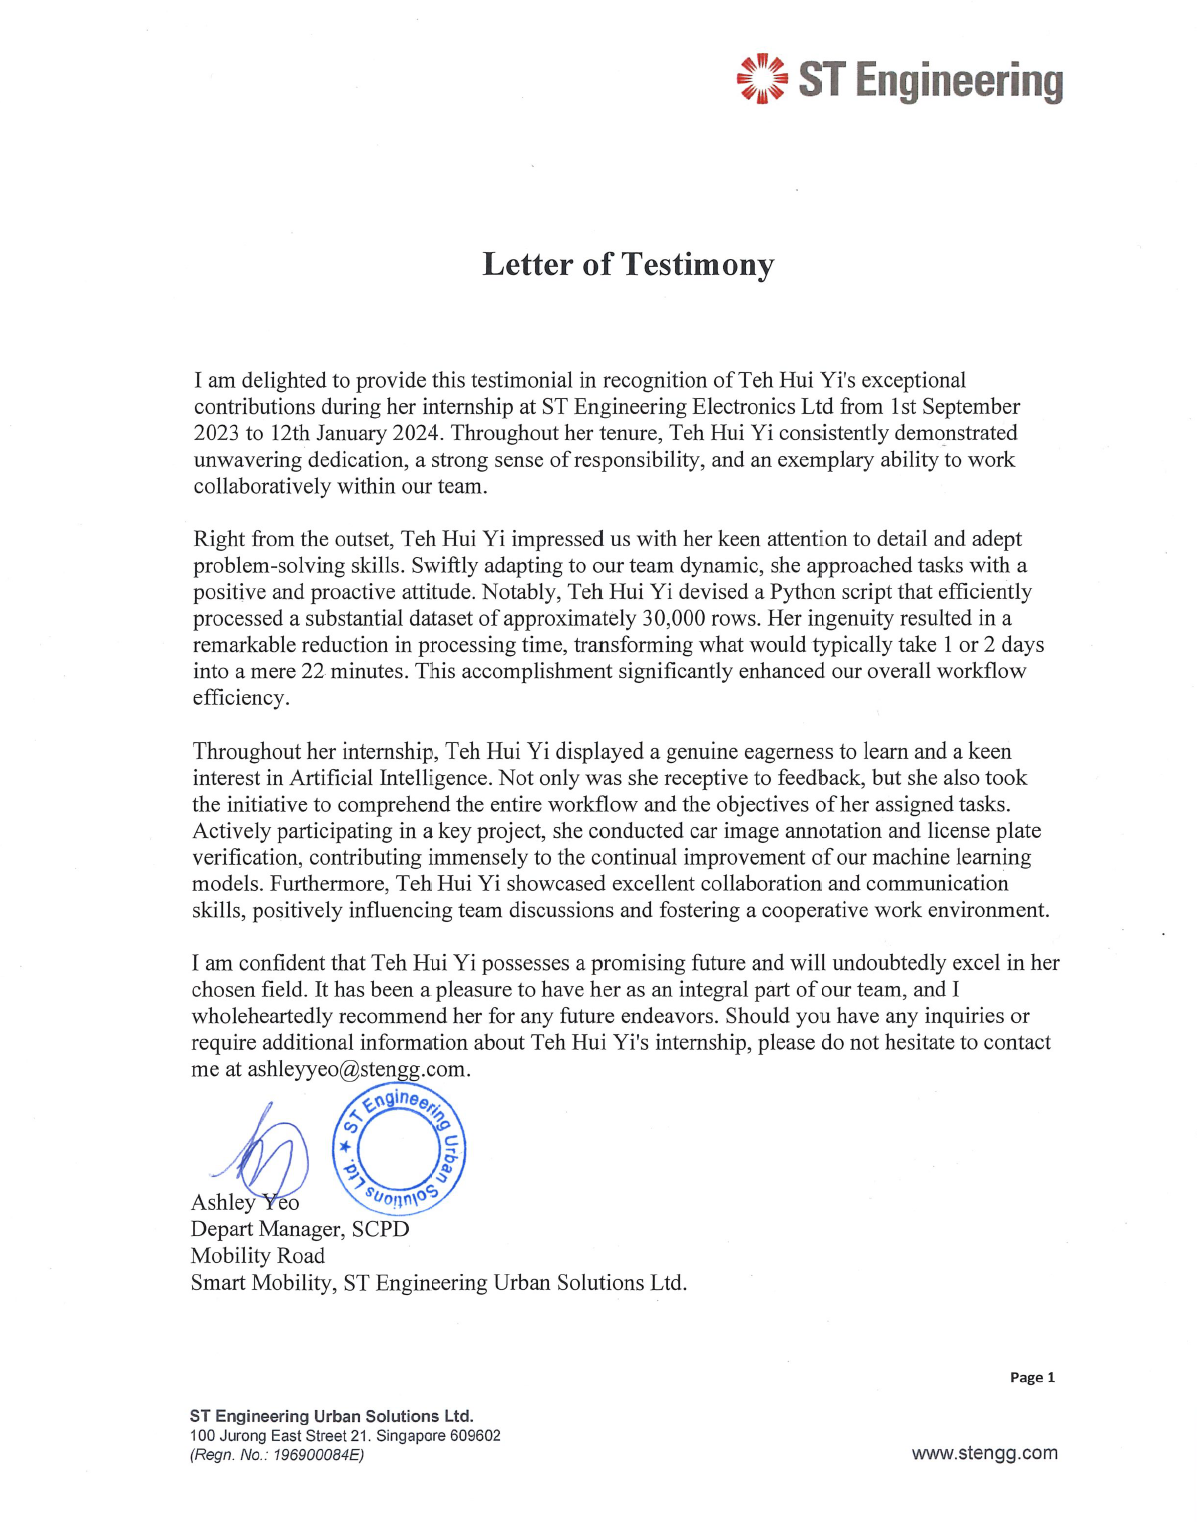 ST Engineering
Letter of Testimony
I am delighted to provide this testimonial in recognition of Teh Hui Yi's exceptional
contributions during her internship at ST Engineering Electronics Ltd from 1st September
2023 to 12th January 2024. Throughout her tenure, Teh Hui Yi consistently demonstrated
unwavering dedication, a strong sense of responsibility, and an exemplary ability to work
collaboratively within our team.
Right from the outset, Teh Hui Yi impressed us with her keen attention to detail and adept
problem-solving skills. Swiftly adapting to our team dynamic, she approached tasks with a
positive and proactive attitude. Notably, Teh Hui Yi devised a Python script that efficiently
processed a substantial dataset of approximately 30,000 rows. Her ingenuity resulted in a
remarkable reduction in processing time, transforming what would typically take 1 or 2 days
into a mere 22 minutes. This accomplishment significantly enhanced our overall workflow
efficiency.
Throughout her internship, Teh Hui Yi displayed a genuine eagerness to learn and a keen
interest in Artificial Intelligence. Not only was she receptive to feedback, but she also took
the initiative to comprehend the entire workflow and the objectives of her assigned tasks.
Actively participating in a key project, she conducted car image annotation and license plate
verification, contributing immensely to the continual improvement of our machine learning
models. Furthermore, Teh Hui Yi showcased excellent collaboration and communication
skills, positively influencing team discussions and fostering a cooperative work environment.
I am confident that Teh Hui Yi possesses a promising future and will undoubtedly excel in her
chosen field. It has been a pleasure to have her as an integral part of our team, and I
wholeheartedly recommend her for any future endeavors. Should you have any inquiries or
require additional information about Teh Hui Yi's internship, please do not hesitate to contact
me at ashleyyeo@stengg.com.
★ ST Engineering Urban Solutions Ltd.
Ashley Yeo
Depart Manager, SCPD
Mobility Road
Smart Mobility, ST Engineering Urban Solutions Ltd.
Page 1
ST Engineering Urban Solutions Ltd.
100 Jurong East Street 21. Singapore 609602
(Regn. No.: 196900084E)
www.stengg.com